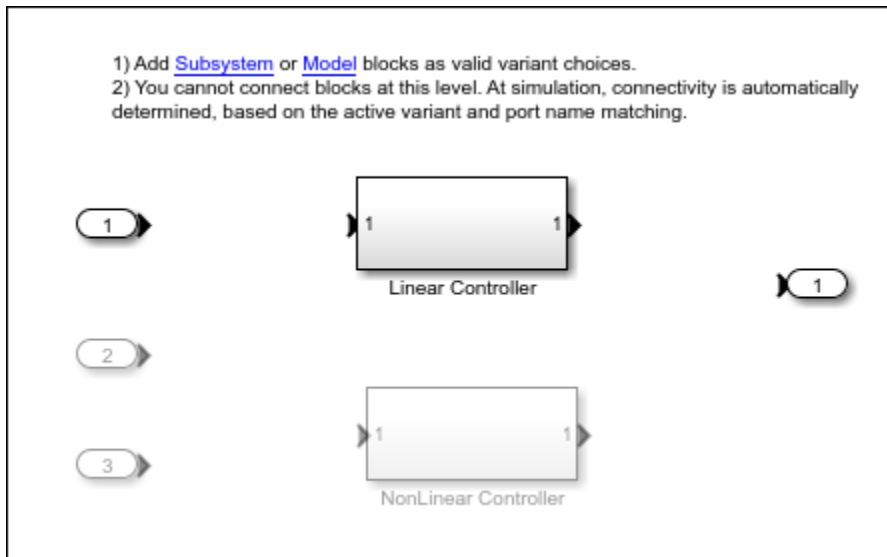 1) Add Subsystem or Model blocks as valid variant choices.
2) You cannot connect blocks at this level. At simulation, connectivity is automatically
determined, based on the active variant and port name matching.
1
1 1
Linear Controller
1
2
1 1
3
NonLinear Controller